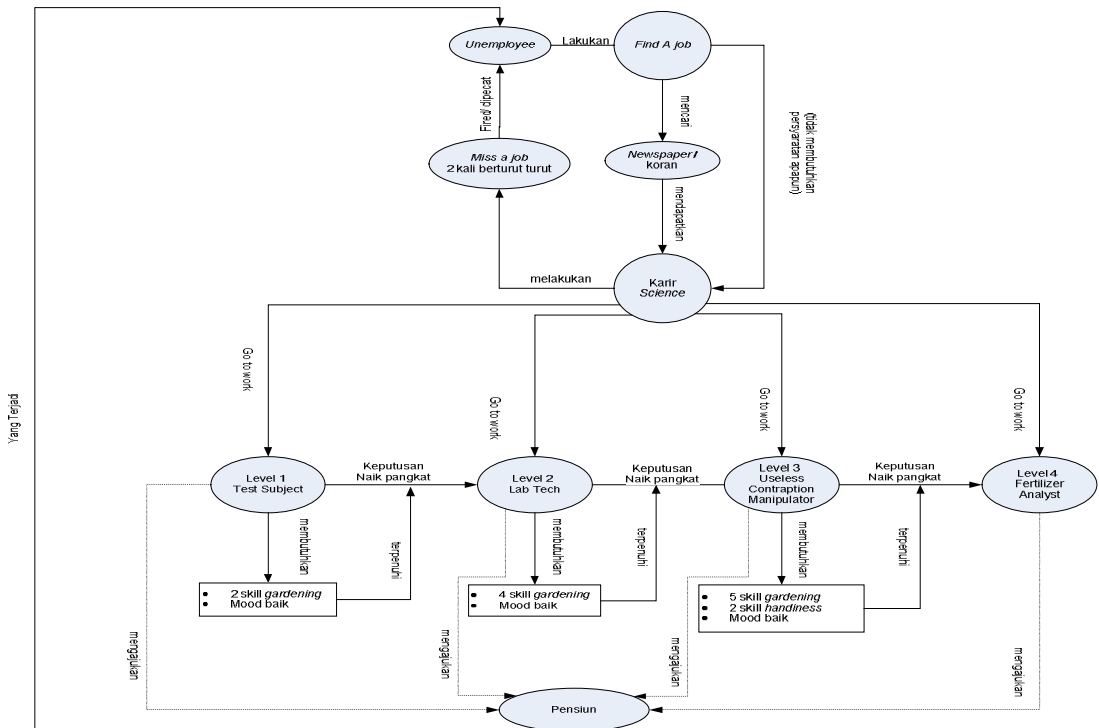 Unemployee
Lakukan
Find A job
Fired/ dipecat
mencari
(tidak membutuhkan
persyaratan apapun)
Miss a job
2 kali berturut turut
Newspaper/
koran
mendapatkan
melakukan
Karir
Science
Yang Terjadi
Go to work
Go to work
Go to work
Go to work
Level 1
Test Subject
Keputusan
Naik pangkat
Level 2
Lab Tech
Keputusan
Naik pangkat
Level 3
Useless
Contraption
Manipulator
Keputusan
Naik pangkat
Level 4
Fertilizer
Analyst
membutuhkan
terpenuhi
membutuhkan
terpenuhi
membutuhkan
terpenuhi
• 2 skill gardening
• Mood baik
• 4 skill gardening
• Mood baik
• 5 skill gardening
• 2 skill handiness
• Mood baik
mengajukan
mengajukan
mengajukan
mengajukan
Pensiun